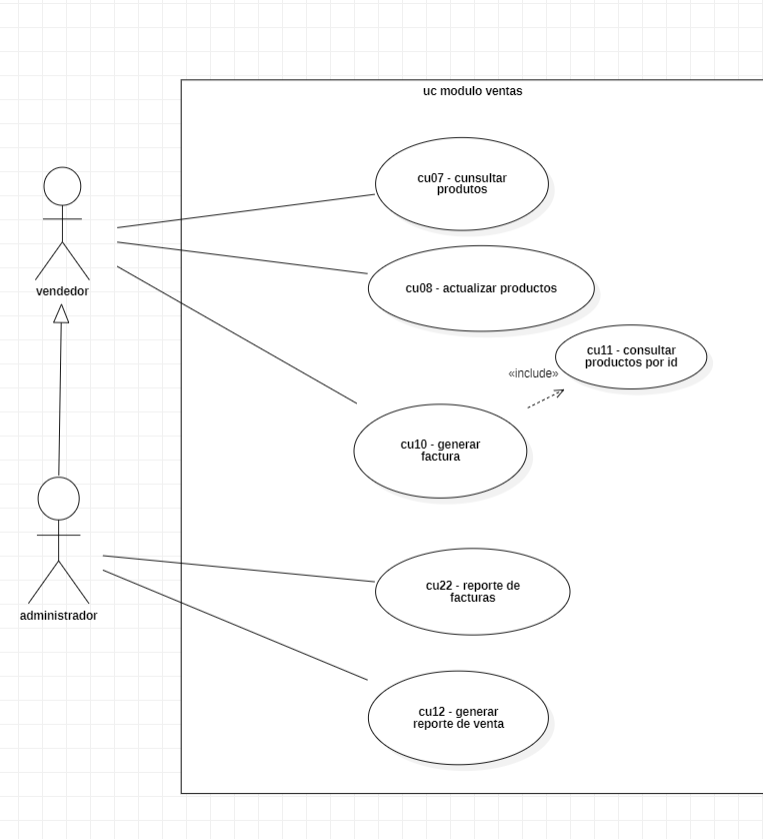 uc modulo ventas
cu07 - cunsultar
produtos
vendedor
cu08 - actualizar productos
cu11 - consultar
productos por id
«include»
cu10 - generar
factura
cu22 - reporte de
facturas
administrador
cu12 - generar
reporte de venta